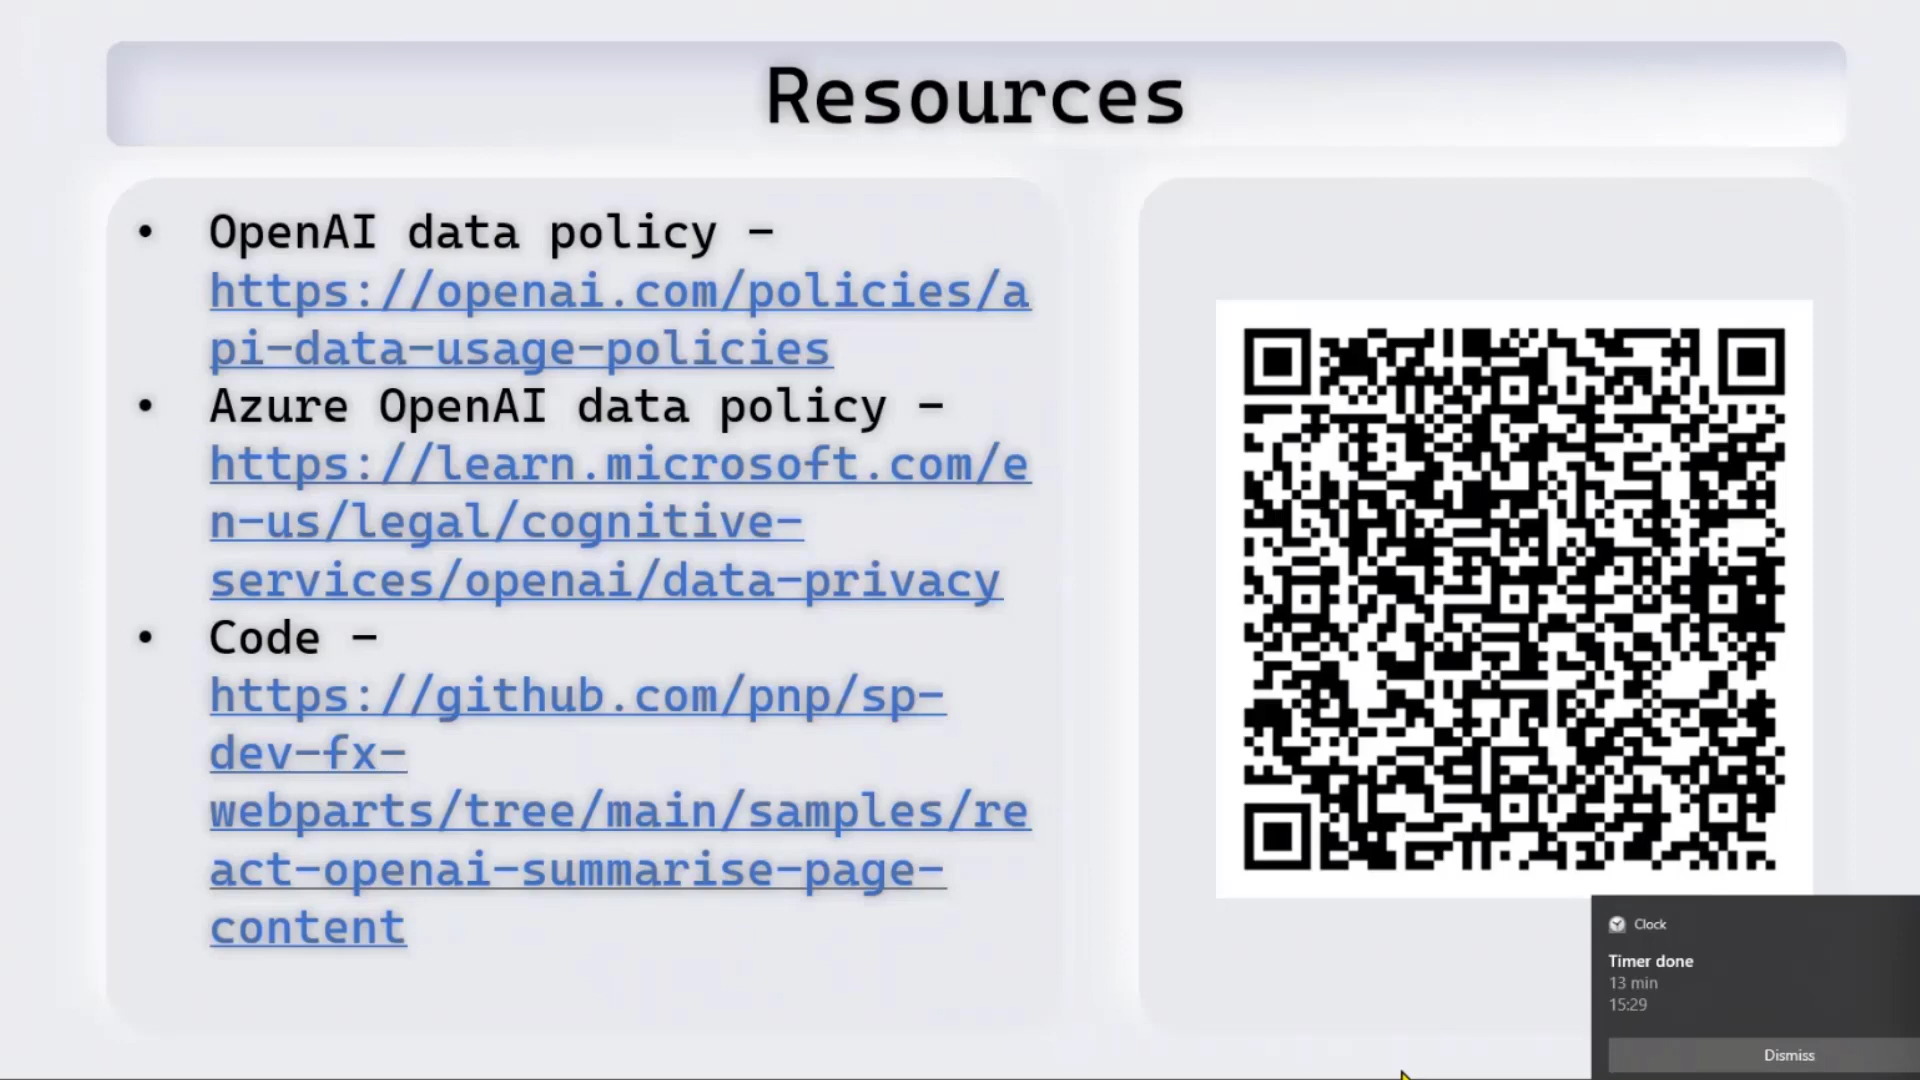 Resources
• OpenAI data policy –
https://openai.com/policies/a
pi-data-usage-policies
• Azure OpenAI data policy –
https://learn.microsoft.com/e
n-us/legal/cognitive-
services/openai/data-privacy
• Code –
https://github.com/pnp/sp-
dev-fx-
webparts/tree/main/samples/re
act-openai-summarise-page-
content
Clock
Timer done
13 min
15:29
Dismiss